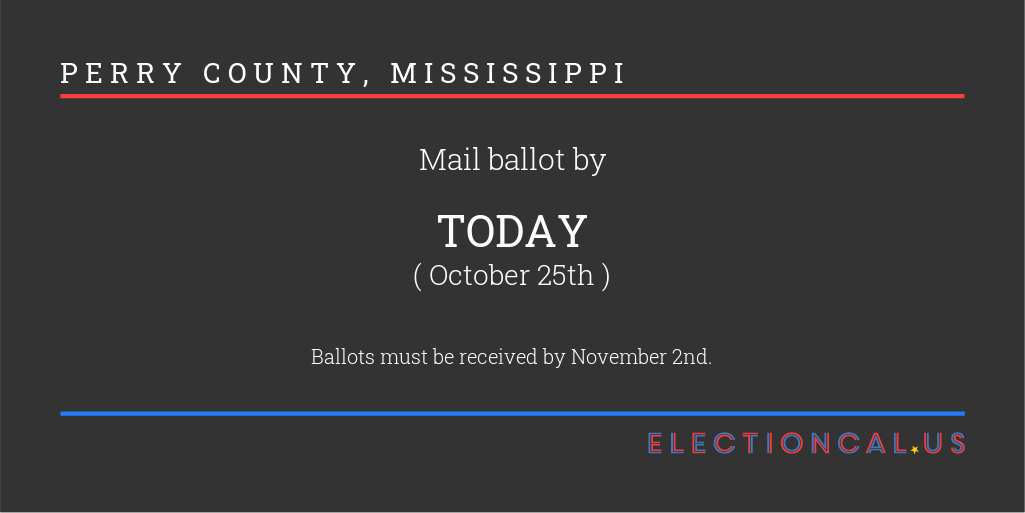 PERRY COUNTY, MISSISSIPPI
Mail ballot by
TODAY
( October 25th )
Ballots must be received by November 2nd.
ELECTIONCAL.US